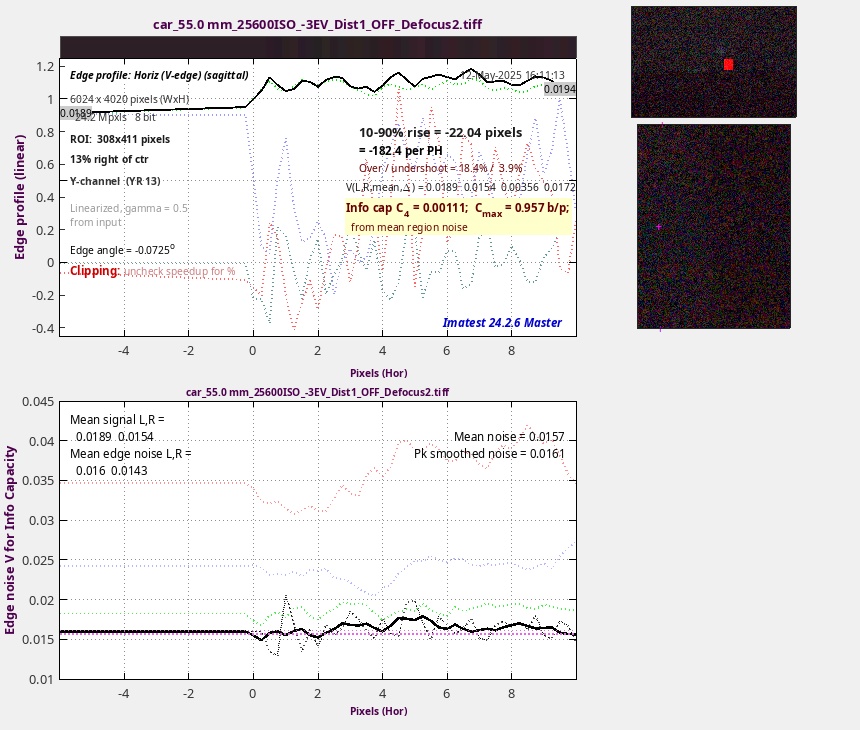 car_55.0 mm_25600ISO_-3EV_Dist1_OFF_Defocus2.tiff
Edge profile: Horiz (V-edge) (sagittal)
12-May-2025 16:11:13
6024 x 4020 pixels (WxH)
24.2 Mpxls   8 bit
0.0189
0.0194
ROI:  308x411 pixels
13% right of ctr
Y-channel  (YR 13)
Linearized, gamma = 0.5
from input
Edge angle = -0.0725°
Clipping: uncheck speedup for %
10-90% rise = -22.04 pixels
= -182.4 per PH
Over / undershoot = 18.4% /  3.9%
V(L,R,mean,△) = 0.0189  0.0154  0.00356  0.0172
Info cap C4 = 0.00111;  Cmax = 0.957 b/p;
from mean region noise
Imatest 24.2.6 Master
Edge profile (linear)
1.2
1
0.8
0.6
0.4
0.2
0
-0.2
-0.4
-4 -2 0 2 4 6 8
Pixels (Hor)
car_55.0 mm_25600ISO_-3EV_Dist1_OFF_Defocus2.tiff
Mean signal L,R =
0.0189  0.0154
Mean edge noise L,R =
0.016  0.0143
Mean noise = 0.0157
Pk smoothed noise = 0.0161
Edge noise V for Info Capacity
0.045
0.04
0.035
0.03
0.025
0.02
0.015
0.01
-4 -2 0 2 4 6 8
Pixels (Hor)